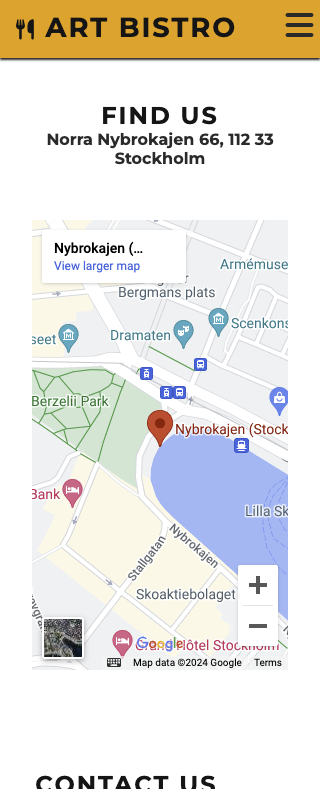 ART BISTRO
FIND US
Norra Nybrokajen 66, 112 33
Stockholm
Nybrokajen (...
View larger map
Bergmans plats
Armémuse
Dramaten
Scenkons
seet
Berzelii Park
Nybrokajen (Stock
Bank
Lilla Sk
Nybrokajen
Stallgatan
Skoaktiebolaget
Grand Hôtel Stockholm
Google
Map data ©2024 Google
Terms
CONTACT US